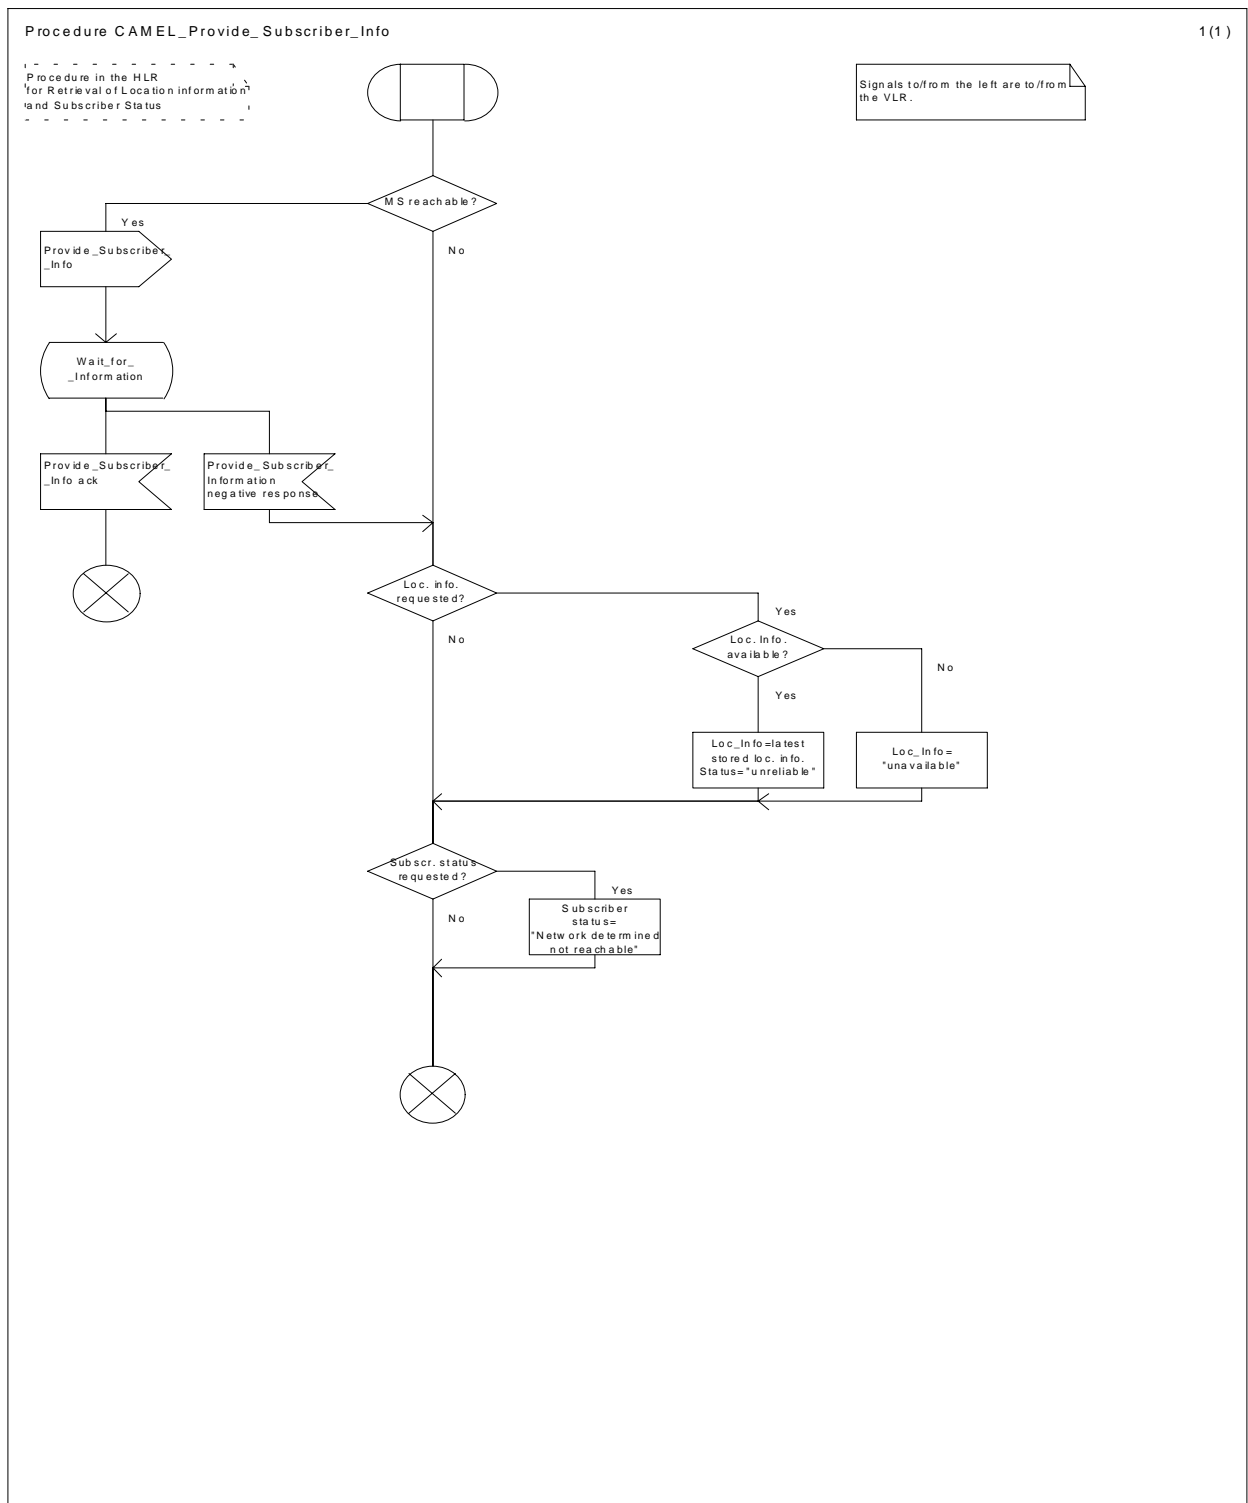 Procedure CAMEL_Provide_Subscriber_Info
1(1)
Procedure in the HLR
for Retrieval of Location information
and Subscriber Status
Signals to/from the left are to/from
the VLR.
MS reachable?
Yes
No
Provide_Subscriber_
_Info
Wait_for_
_Information
Provide_Subscriber_
_Info ack
Provide_Subscriber_
Information
negative response
Loc. info.
requested?
Yes
No
Loc. Info.
available?
No
Yes
Loc_Info=latest
stored loc. info.
Status="unreliable"
Loc_Info=
"unavailable"
Subscr. status
requested?
Yes
No
Subscriber
status=
"Network determined
not reachable"